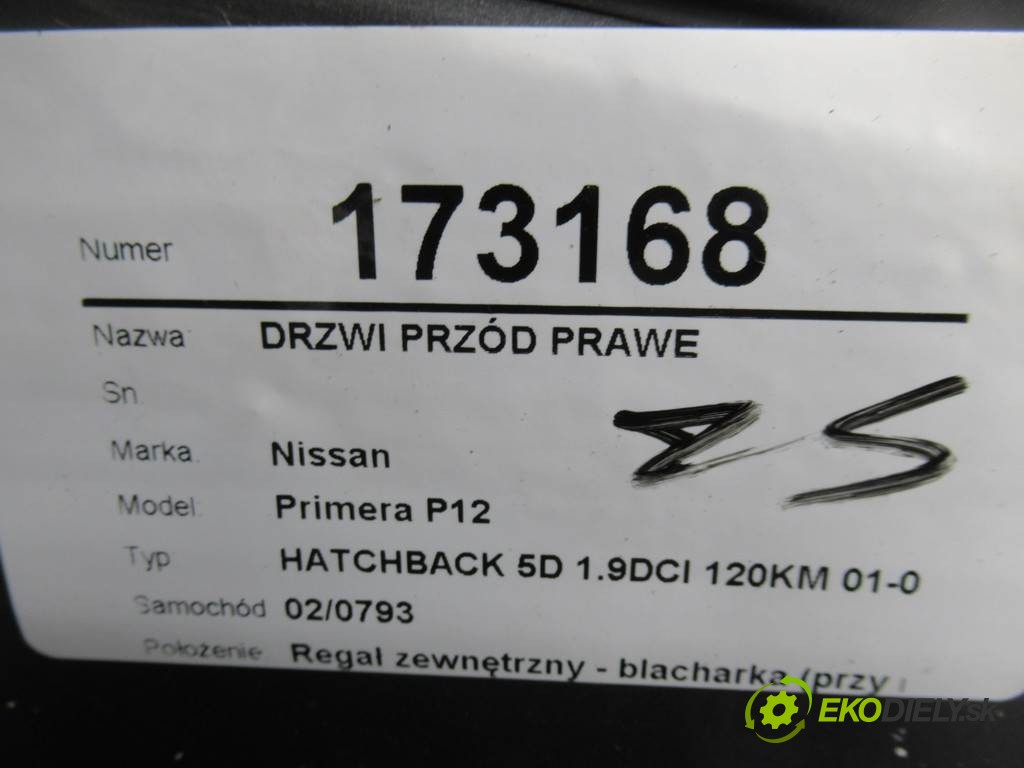 Numer 173168
Nazwa DRZWI PRZÓD PRAWE
Sn
Marka Nissan
Model Primera P12
Typ HATCHBACK 5D 1.9DCI 120KM 01-0
Samochód 02/0793
Położenie Regał zewnętrzny - blacharka (przy
EKODIELY.sk